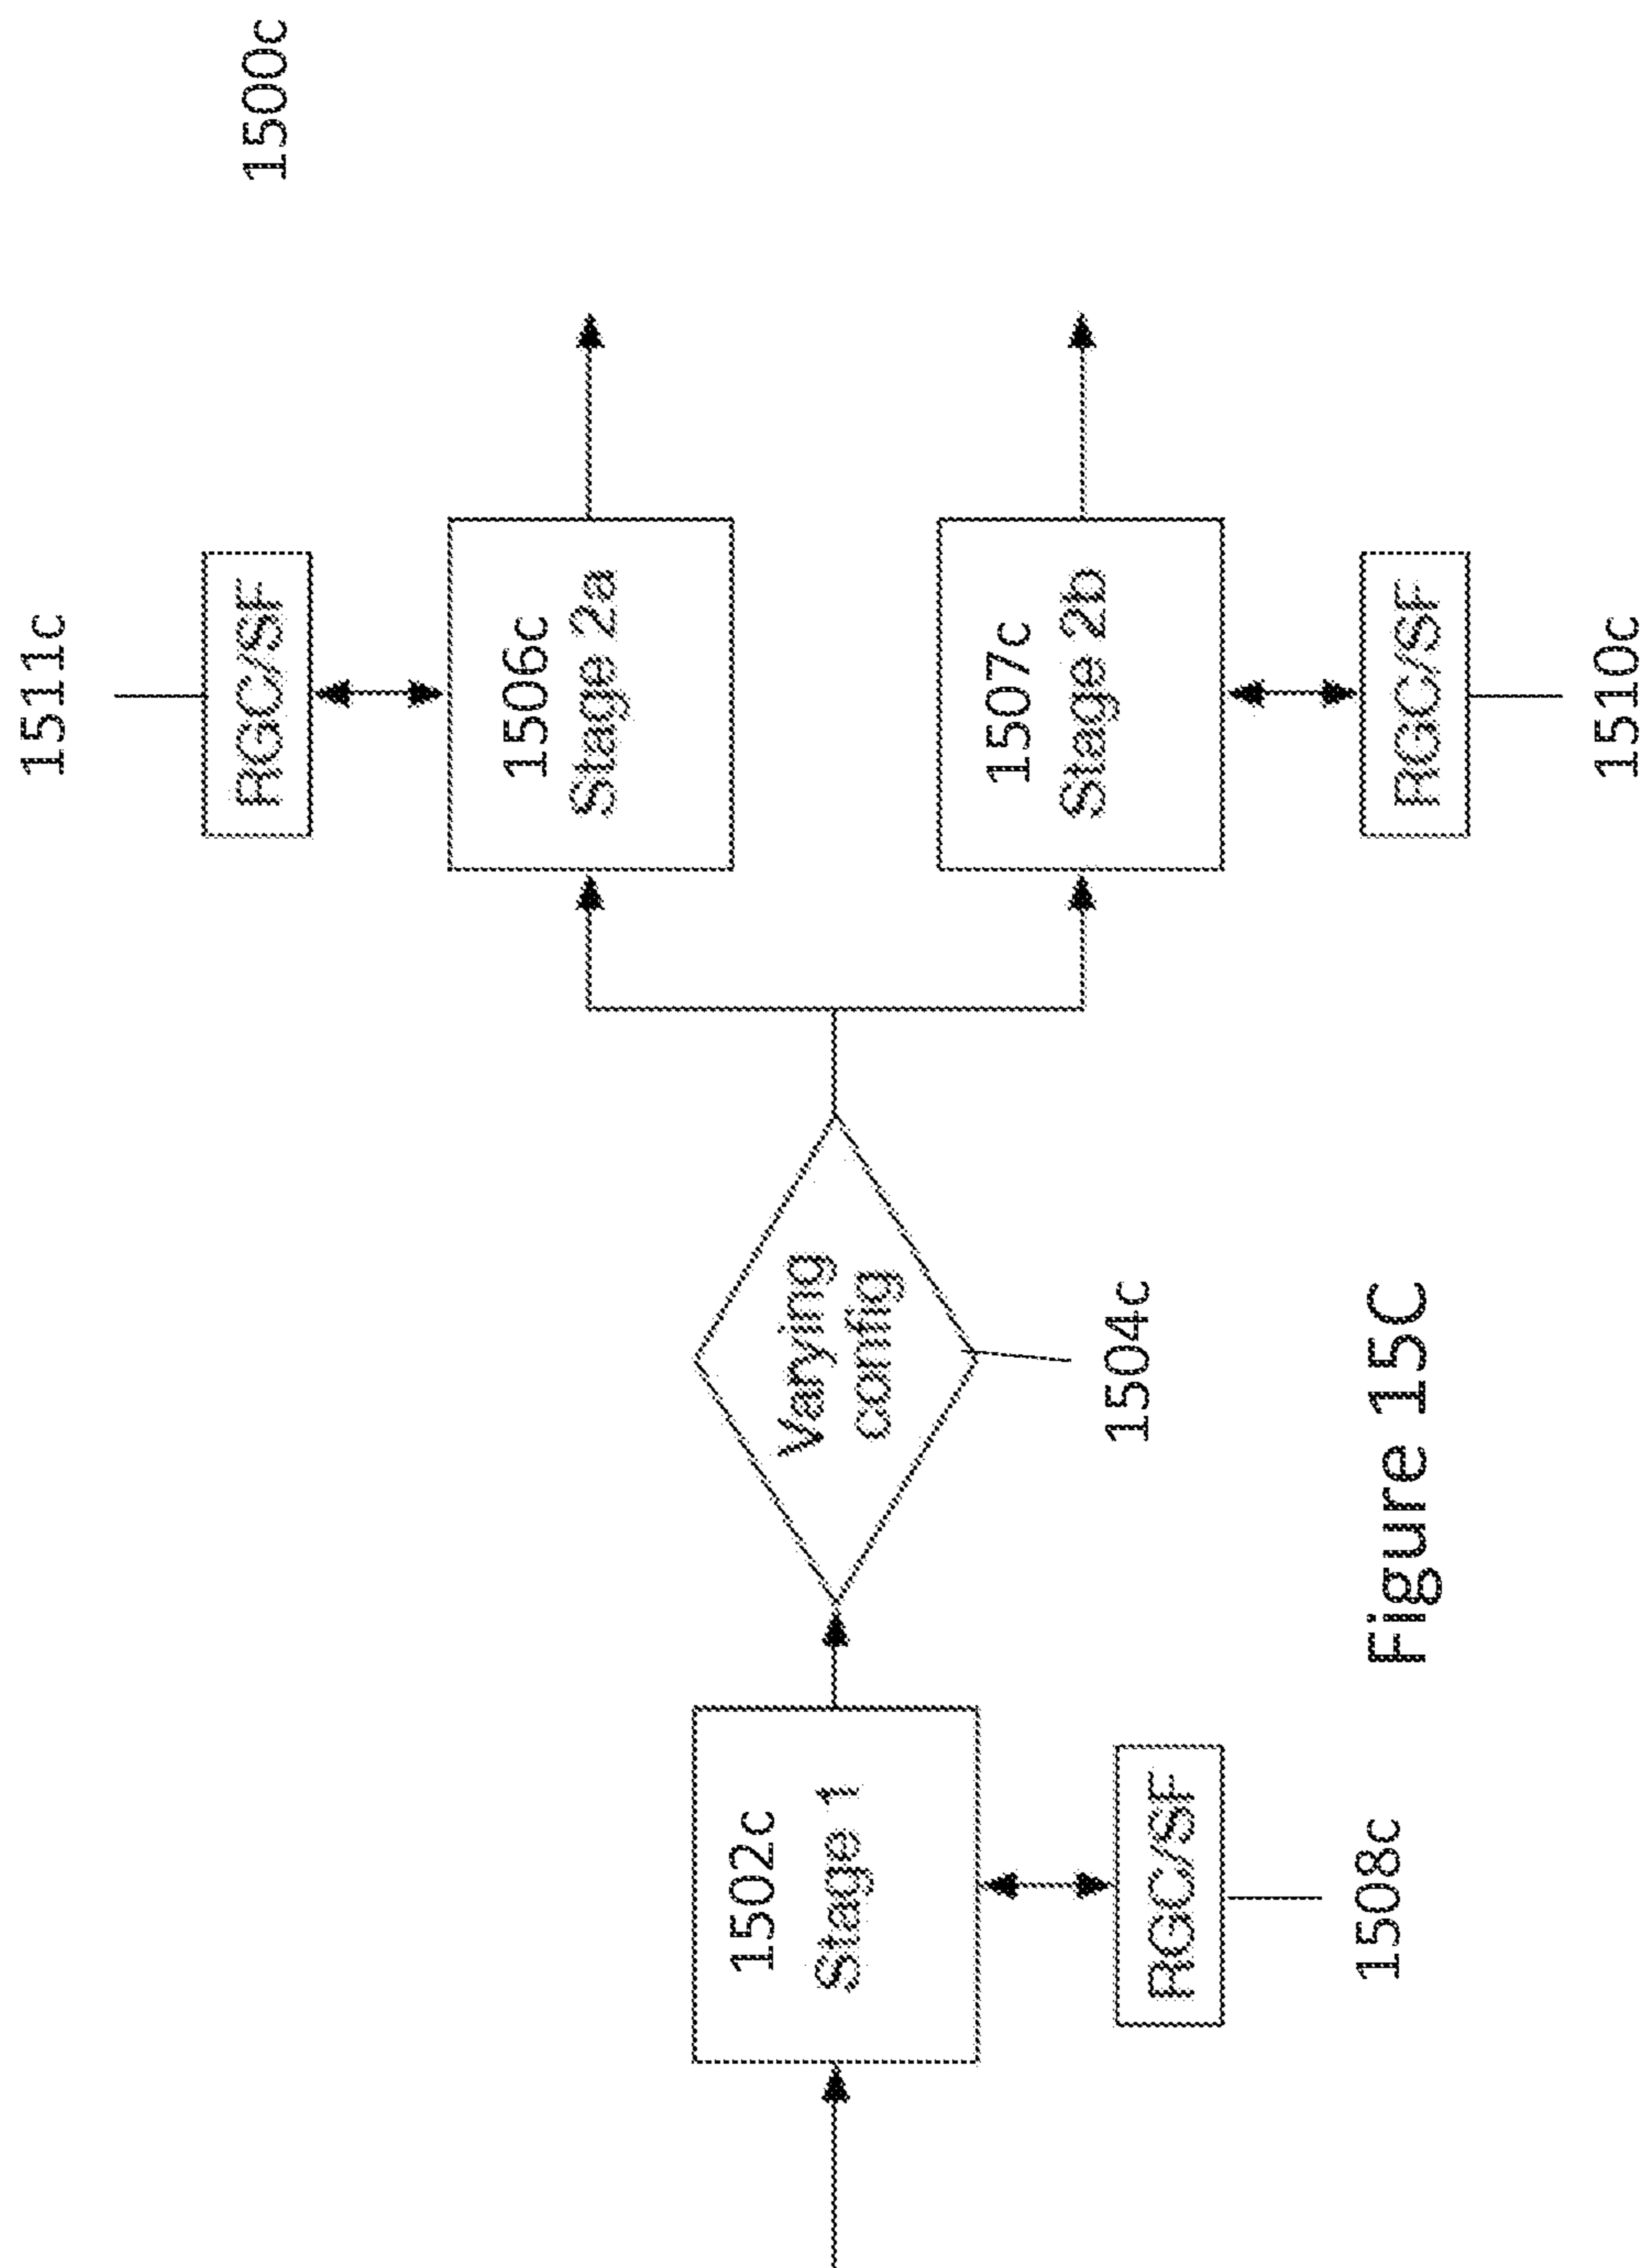 1500c
1511c
RGC/SF
1506c
Stage 2a
1502c
Stage 1
Varying
config
1507c
Stage 2b
1504c
RGC/SF
RGC/SF
1508c
1510c
Figure 15C